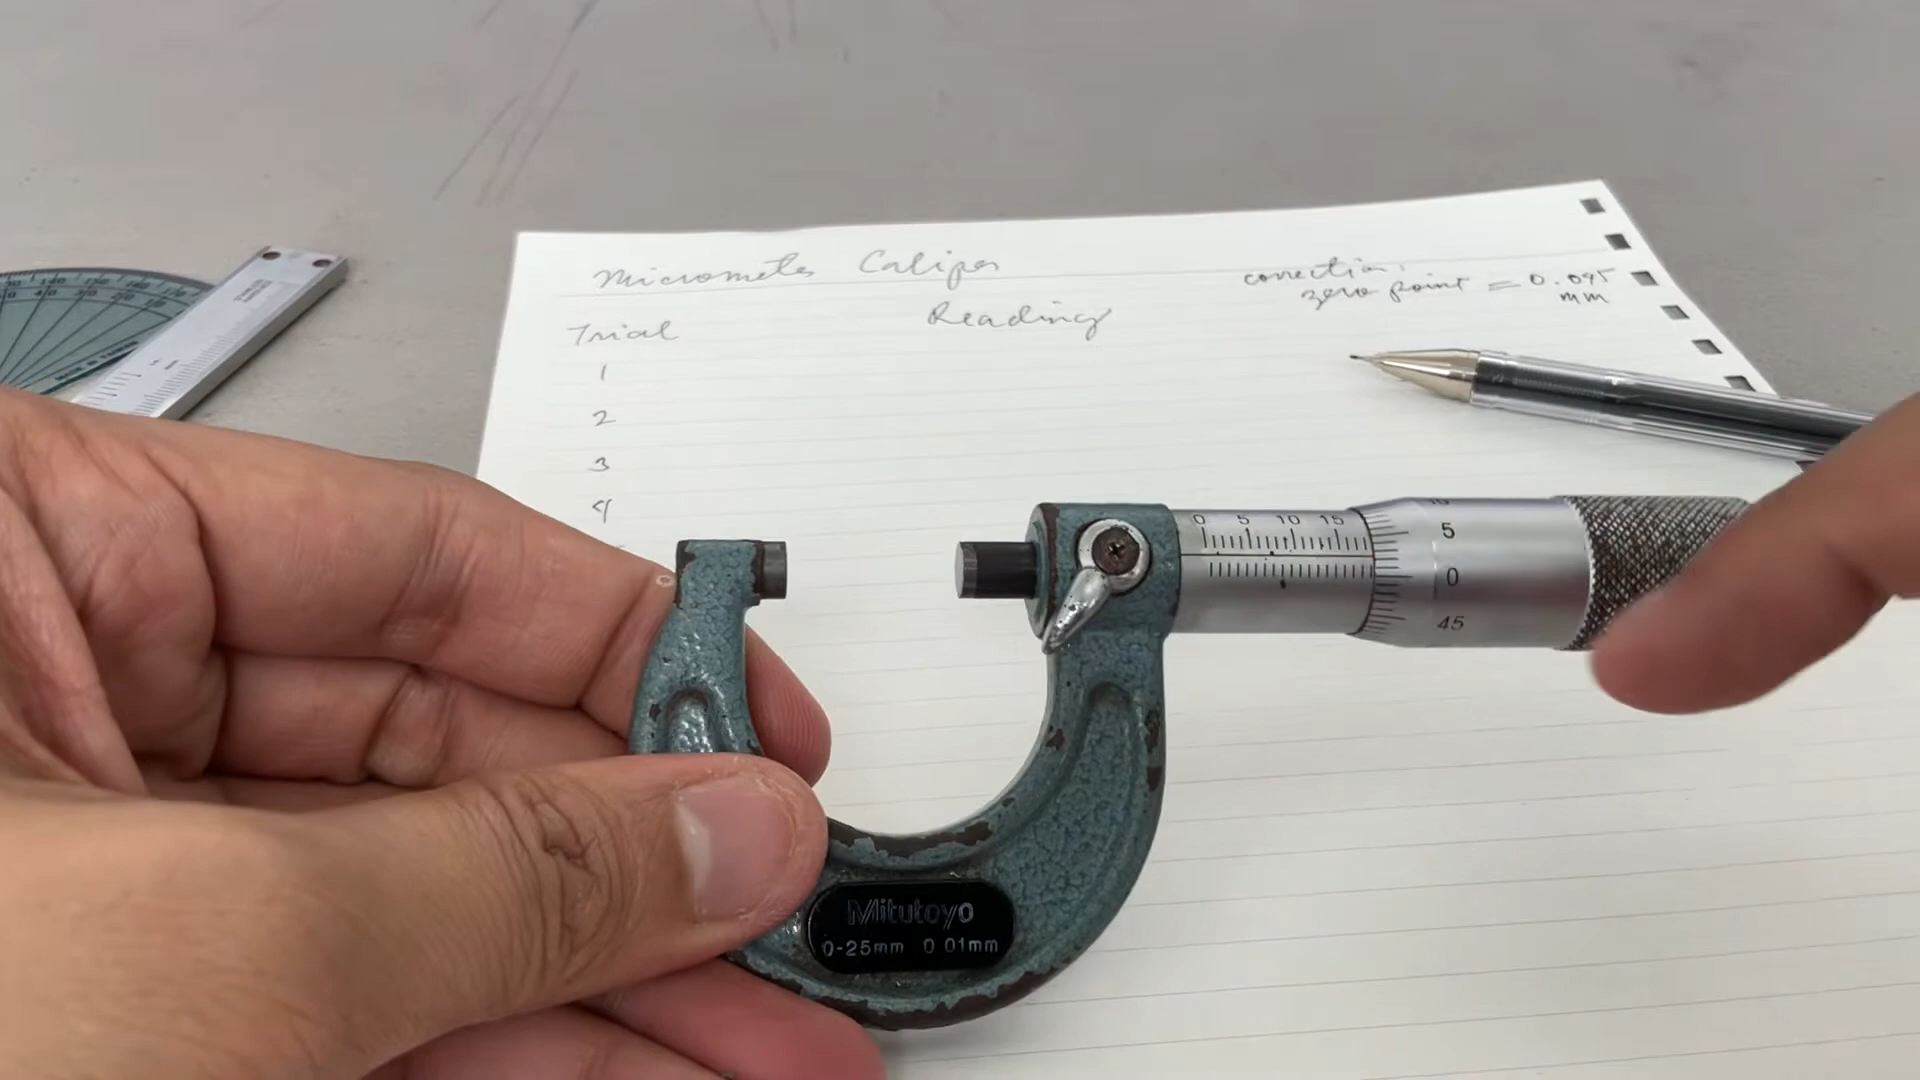 Micrometer Caliper
correction:
zero point = 0.095
mm
Trial Reading
1
2
3
4
0 5 10 15
10
5
0
45
Mitutoyo
0-25mm 0.01mm